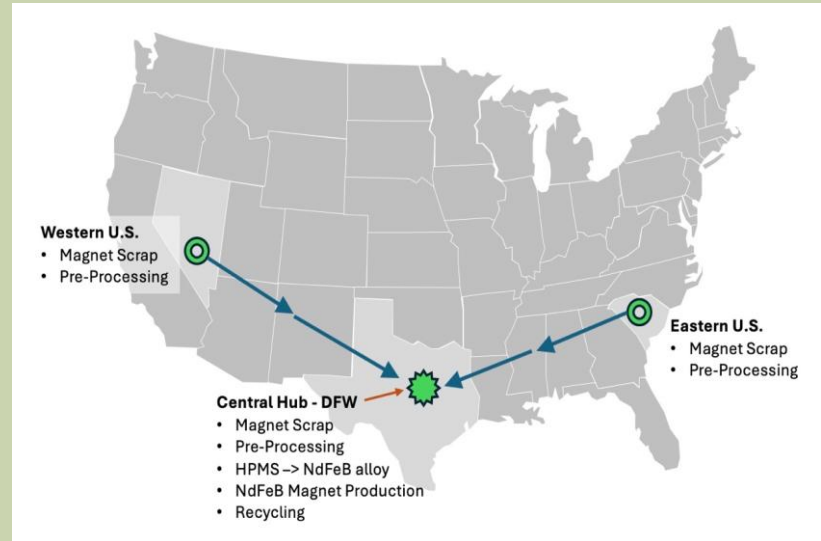 Western U.S.
• Magnet Scrap
• Pre-Processing
Eastern U.S.
• Magnet Scrap
• Pre-Processing
Central Hub - DFW
• Magnet Scrap
• Pre-Processing
• HPMS –> NdFeB alloy
• NdFeB Magnet Production
• Recycling